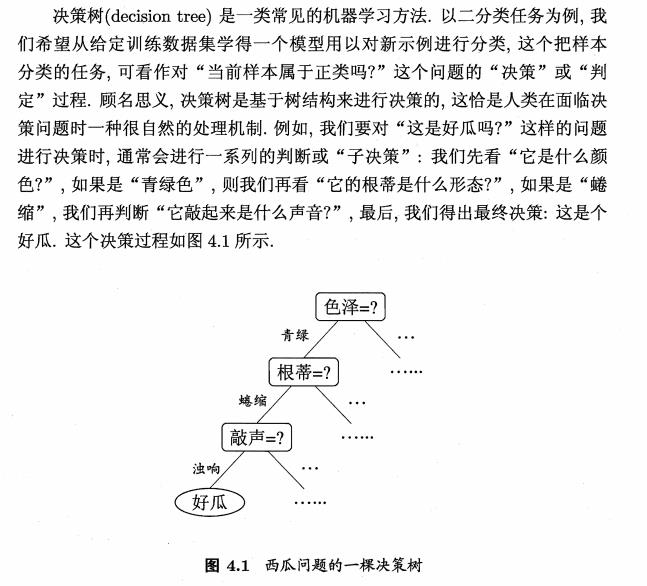 决策树(decision tree) 是一类常见的机器学习方法. 以二分类任务为例, 我
们希望从给定训练数据集学得一个模型用以对新示例进行分类, 这个把样本
分类的任务, 可看作对“当前样本属于正类吗?”这个问题的“决策”或“判
定”过程. 顾名思义, 决策树是基于树结构来进行决策的, 这恰是人类在面临决
策问题时一种很自然的处理机制. 例如, 我们要对“这是好瓜吗?”这样的问题
进行决策时, 通常会进行一系列的判断或“子决策”: 我们先看“它是什么颜
色?”, 如果是“青绿色”, 则我们再看“它的根蒂是什么形态?”, 如果是“蜷
缩”, 我们再判断“它敲起来是什么声音?”, 最后, 我们得出最终决策: 这是个
好瓜. 这个决策过程如图 4.1 所示.
色泽=?
青绿 …
根蒂=? ……
蜷缩 …
敲声=? ……
浊响 …
好瓜 ……
图 4.1 西瓜问题的一棵决策树